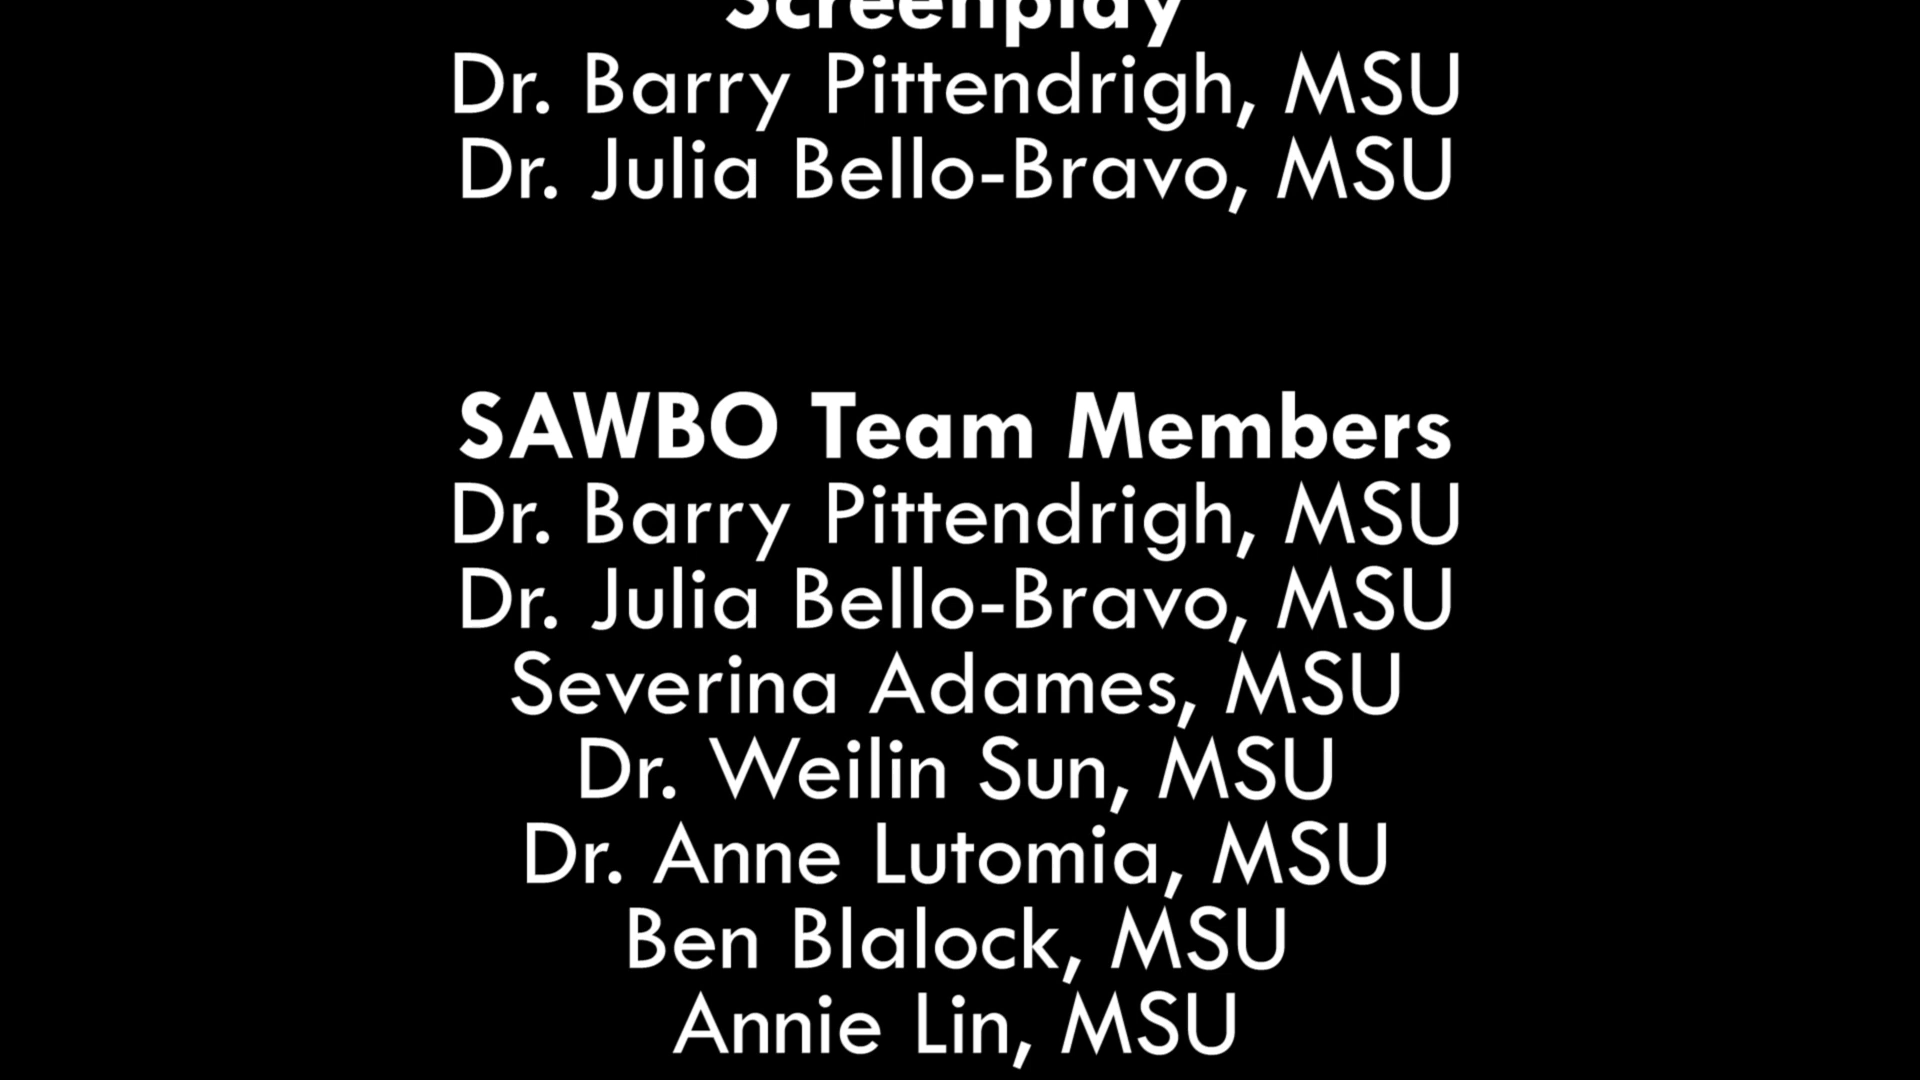 Screenplay
Dr. Barry Pittendrigh, MSU
Dr. Julia Bello-Bravo, MSU
SAWBO Team Members
Dr. Barry Pittendrigh, MSU
Dr. Julia Bello-Bravo, MSU
Severina Adames, MSU
Dr. Weilin Sun, MSU
Dr. Anne Lutomia, MSU
Ben Blalock, MSU
Annie Lin, MSU